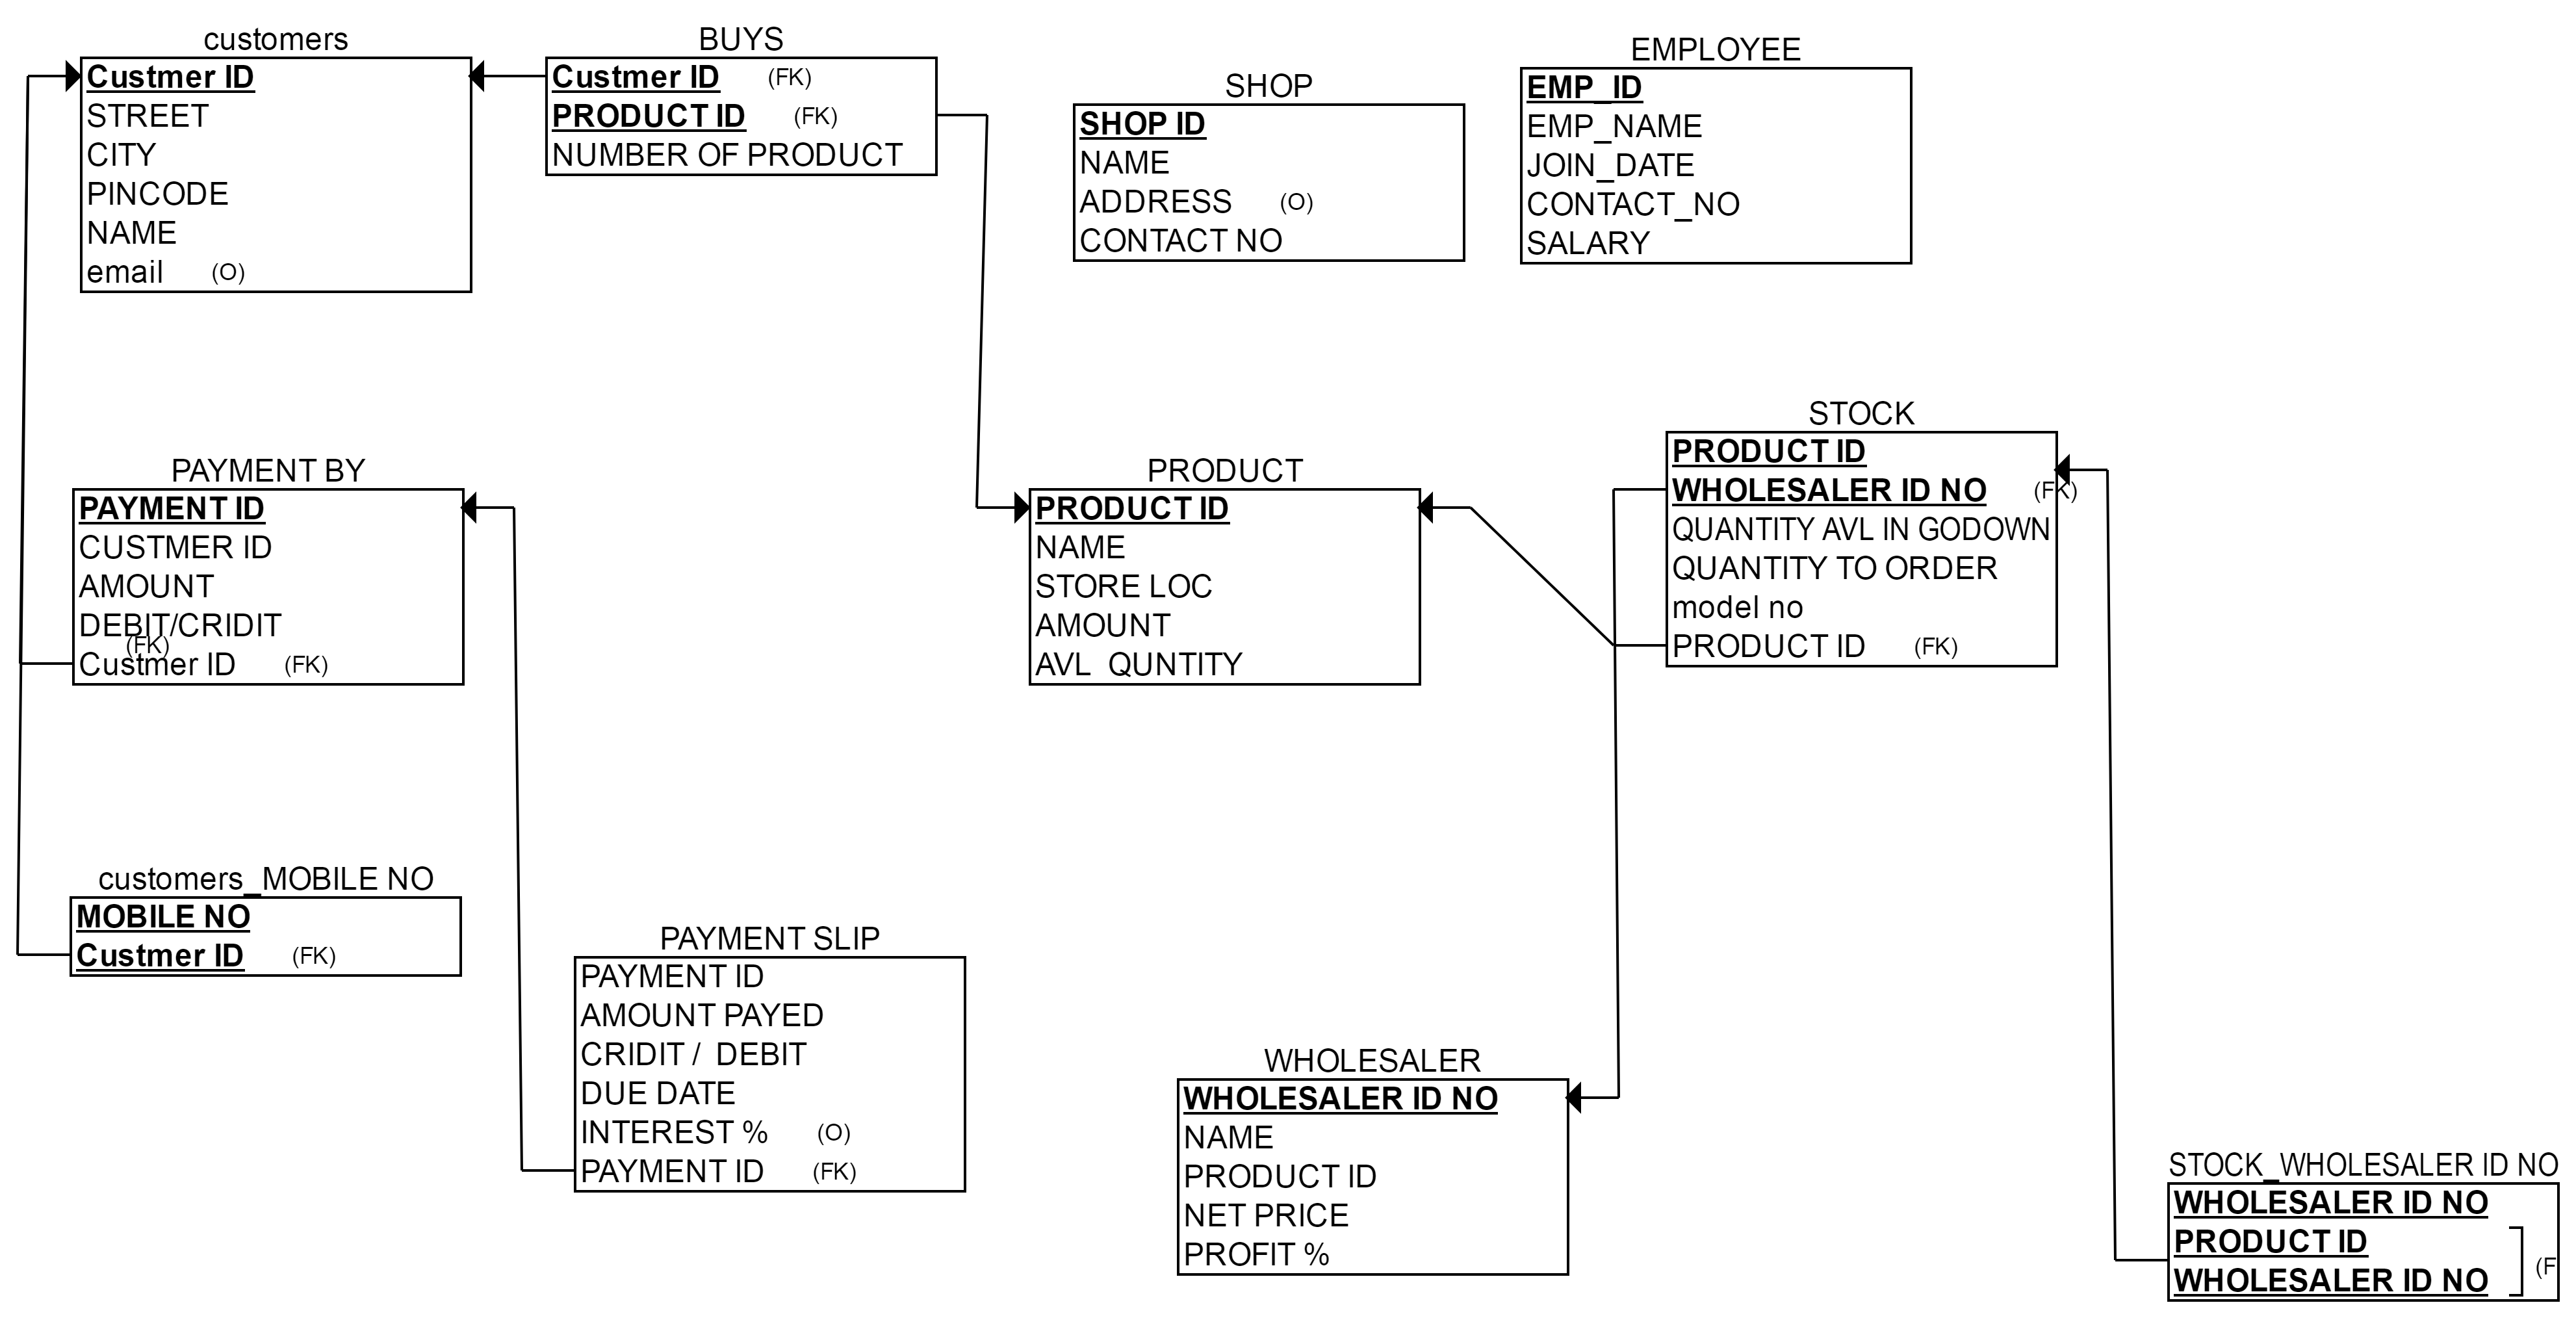 customers
Custmer ID
STREET
CITY
PINCODE
NAME
email (O)
BUYS
Custmer ID (FK)
PRODUCT ID (FK)
NUMBER OF PRODUCT
SHOP
SHOP ID
NAME
ADDRESS (O)
CONTACT NO
EMPLOYEE
EMP_ID
EMP_NAME
JOIN_DATE
CONTACT_NO
SALARY
PAYMENT BY
PAYMENT ID
CUSTMER ID
AMOUNT
DEBIT/CRIDIT
(FK)
Custmer ID (FK)
PRODUCT
PRODUCT ID
NAME
STORE LOC
AMOUNT
AVL QUNTITY
STOCK
PRODUCT ID
WHOLESALER ID NO (FK)
QUANTITY AVL IN GODOWN
QUANTITY TO ORDER
model no
PRODUCT ID (FK)
customers_MOBILE NO
MOBILE NO
Custmer ID (FK)
PAYMENT SLIP
PAYMENT ID
AMOUNT PAYED
CRIDIT / DEBIT
DUE DATE
INTEREST % (O)
PAYMENT ID (FK)
WHOLESALER
WHOLESALER ID NO
NAME
PRODUCT ID
NET PRICE
PROFIT %
STOCK_WHOLESALER ID NO
WHOLESALER ID NO
PRODUCT ID
WHOLESALER ID NO (F